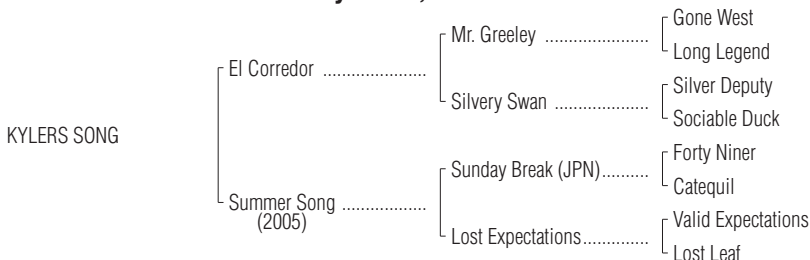 Gone West
Mr. Greeley ......................
Long Legend
El Corredor ......................
Silver Deputy
Silvery Swan ....................
Sociable Duck
KYLERS SONG
Forty Niner
Sunday Break (JPN)..........
Catequil
Summer Song ..................
(2005)
Valid Expectations
Lost Expectations..............
Lost Leaf